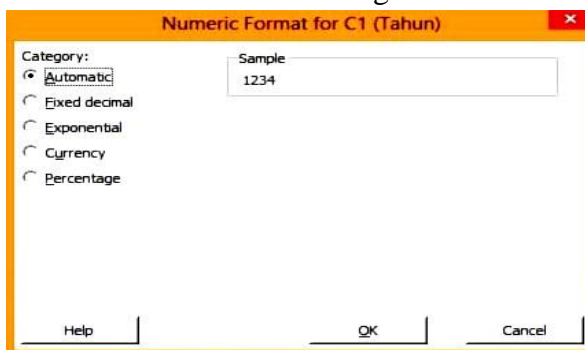 Numeric Format for C1 (Tahun)
Category:
Automatic
Fixed decimal
Exponential
Currency
Percentage
Sample
1234
Help
OK
Cancel